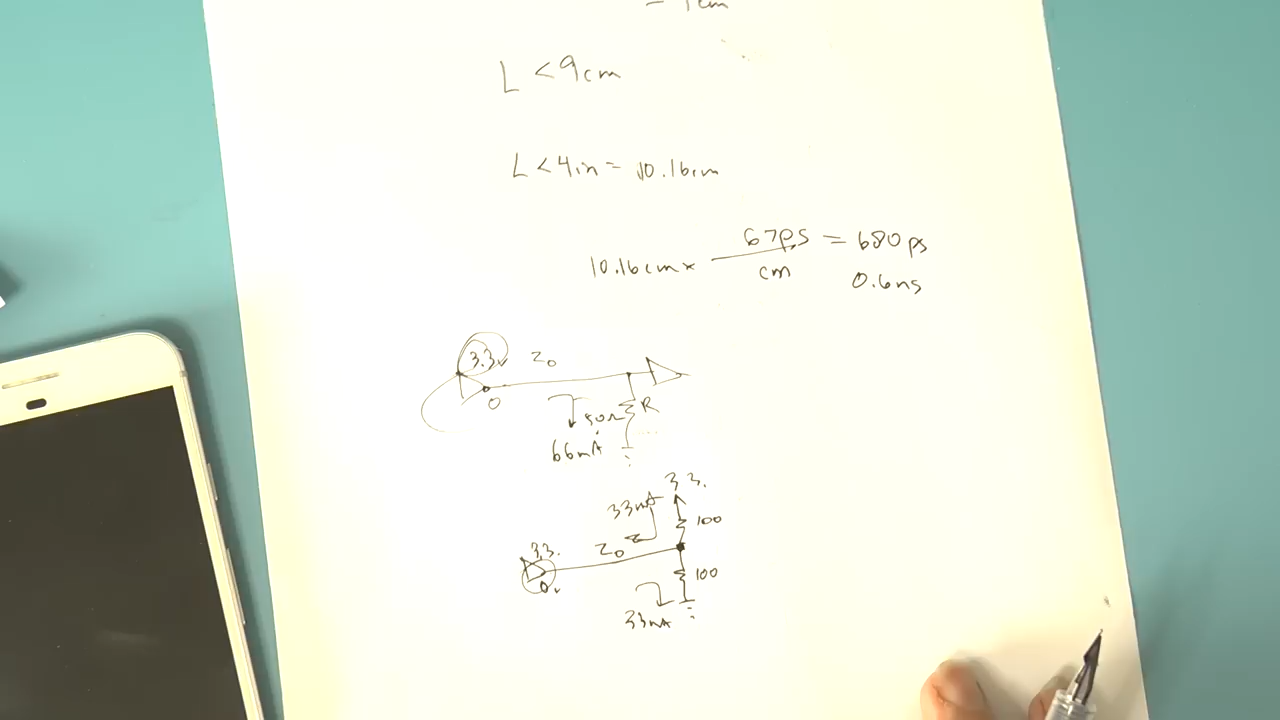 = 9cm
L < 9cm
L < 4in = 10.16cm
10.16cm x 67ps / cm = 680ps
0.6ns
3.3v Z0
0
50Ω R
66mA
3 3.
33mA
100
3.3. Z0
0v
100
33mA